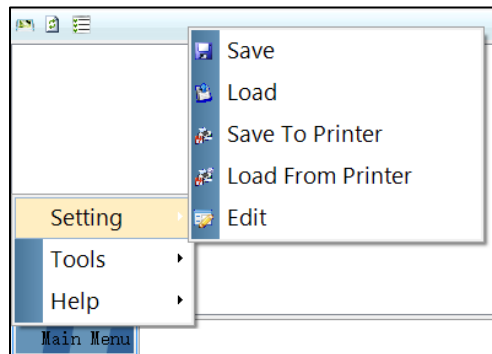 Save
Load
Save To Printer
Load From Printer
Edit
Setting
Tools
Help
Main Menu